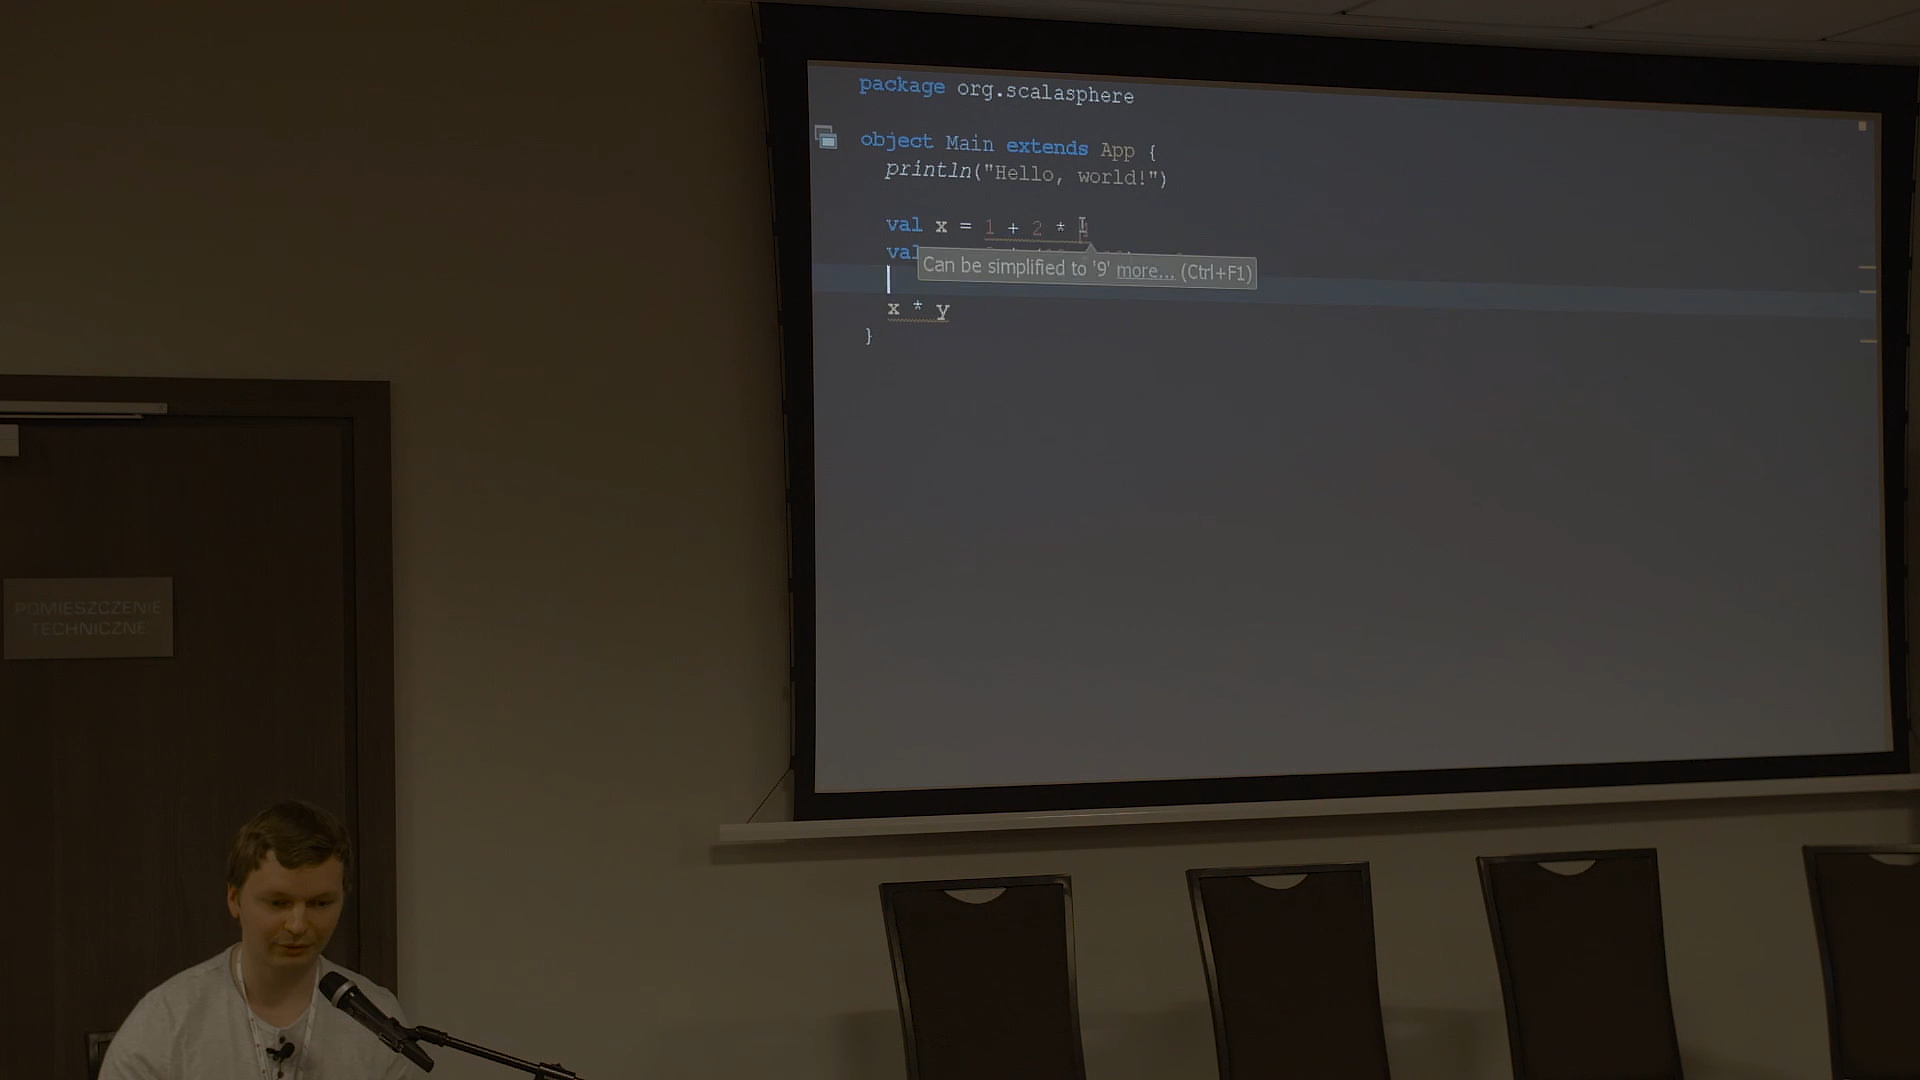 package org.scalasphere
object Main extends App {
println("Hello, world!")
val x = 1 + 2 *
val
Can be simplified to '9' more... (Ctrl+F1)
x * y
}
POMIESZCZENIE
TECHNICZNE